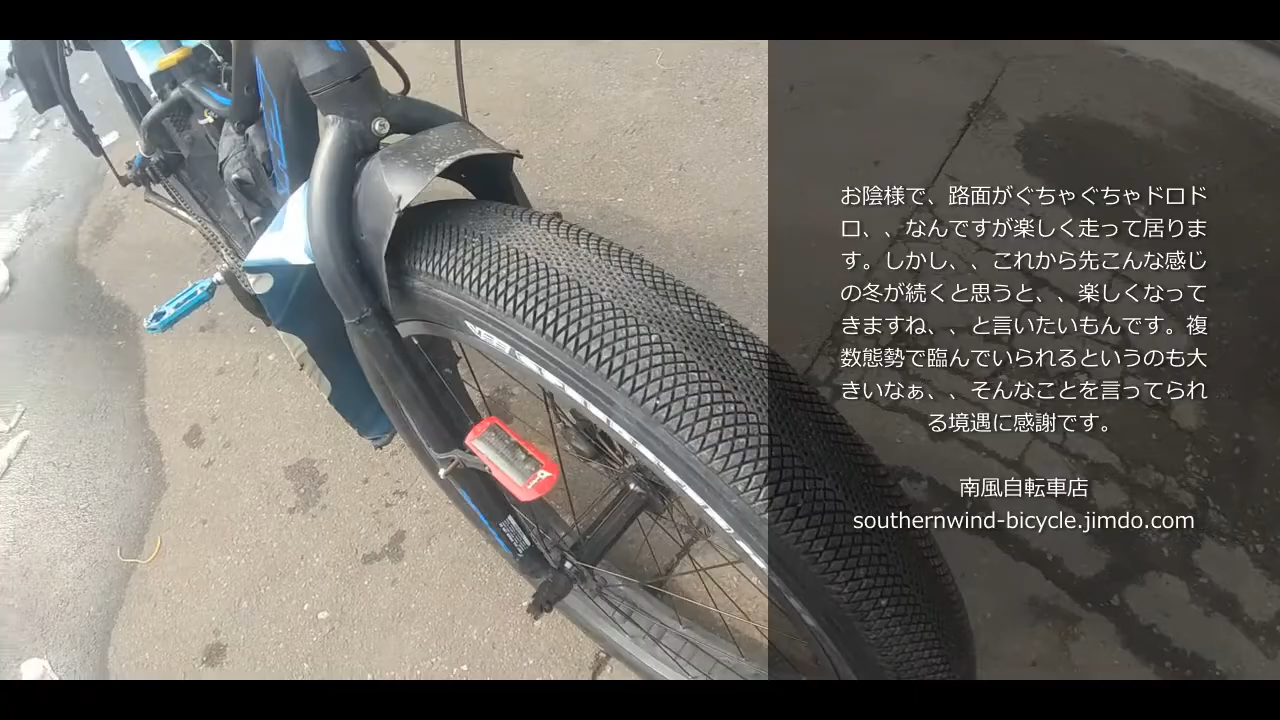 お陰様で、路面がぐちゃぐちゃドロド
ロ、、なんですが楽しく走って居りま
す。しかし、、これから先こんな感じ
の冬が続くと思うと、、楽しくなって
きますね、、と言いたいもんです。複
数態勢で臨んでいられるというのも大
きいなぁ、、そんなことを言ってられ
る境遇に感謝です。
南風自転車店
southernwind-bicycle.jimdo.com
VEE